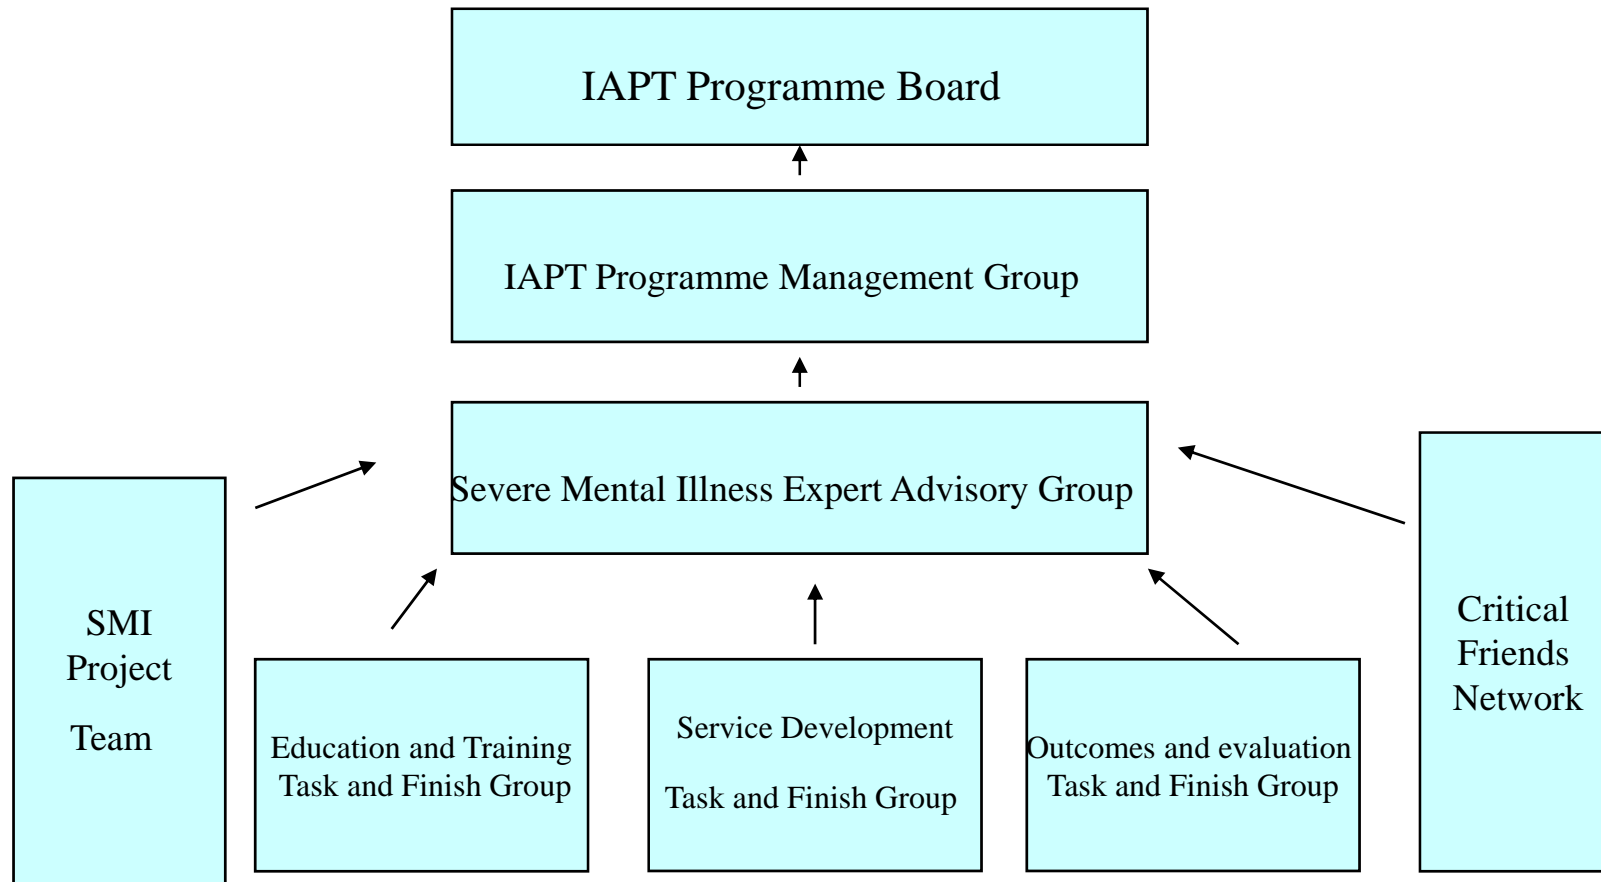 IAPT Programme Board
IAPT Programme Management Group
Severe Mental Illness Expert Advisory Group
SMI
Project
Team
Education and Training
Task and Finish Group
Service Development
Task and Finish Group
Outcomes and evaluation
Task and Finish Group
Critical
Friends
Network